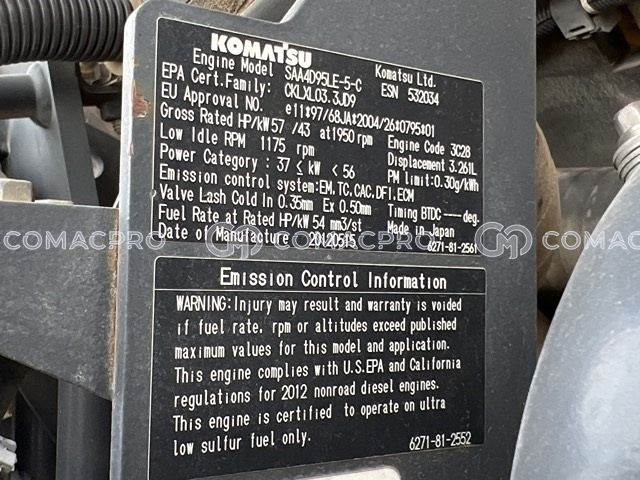 KOMATSU
Komatsu Ltd.
Engine Model SAA4D95LE-5-C ESN 532034
EPA Cert.Family: CKLXL03.3JD9
EU Approval NO. e11*97/68JA*2004/26*0795*01
Gross Rated HP/kW 57 /43 at 1950 rpm Engine Code 3C28
Low Idle RPM 1175 rpm Displacement 3.261L
Power Category : 37 ≤ kW < 56 PM limit:0.30g/kWh
Emission control system:EM.TC.CAC.DFI.ECM
Valve Lash Cold In 0.35mm Ex 0.50mm Timing BTDC --- deg.
Fuel Rate at Rated HP/kW 54 mm3/st Made in Japan
Date of Manufacture 20120515 6271-81-2561
COMACPRO COMACPRO COMACPRO
Emission Control Information
WARNING:Injury may result and warranty is voided
if fuel rate. rpm or altitudes exceed published
maximum values for this model and application.
This engine complies with U.S.EPA and California
regulations for 2012 nonroad diesel engines.
This engine is certified to operate on ultra
low sulfur fuel only.
6271-81-2552